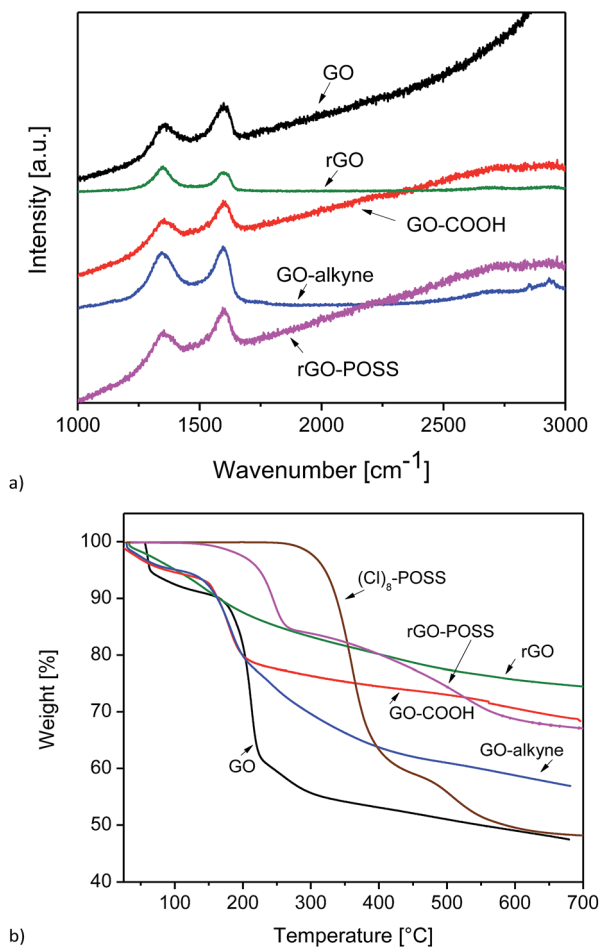 GO
rGO
GO-COOH
GO-alkyne
rGO-POSS
Intensity [a.u.]
1000 1500 2000 2500 3000
Wavenumber [cm-1]
a)
100
90
80
70
60
50
40
(Cl)8-POSS
rGO-POSS
rGO
GO-COOH
GO-alkyne
GO
Weight [%]
100 200 300 400 500 600 700
Temperature [°C]
b)